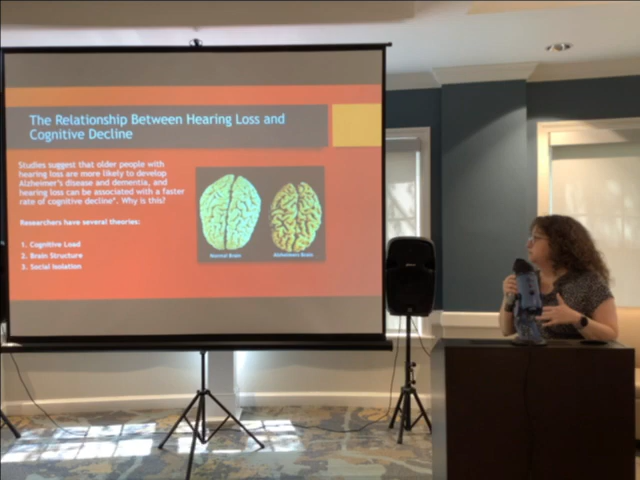 The Relationship Between Hearing Loss and
Cognitive Decline
Studies suggest that older people with
hearing loss are more likely to develop
Alzheimer's disease and dementia, and
hearing loss can be associated with a faster
rate of cognitive decline*. Why is this?
Researchers have several theories:
1. Cognitive Load
2. Brain Structure
3. Social Isolation
Normal Brain
Alzheimers Brain